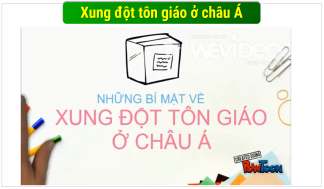 Xung đột tôn giáo ở châu Á
WEVIDEO
NHỮNG BÍ MẬT VỀ
XUNG ĐỘT TÔN GIÁO
Ở CHÂU Á
POWTOON